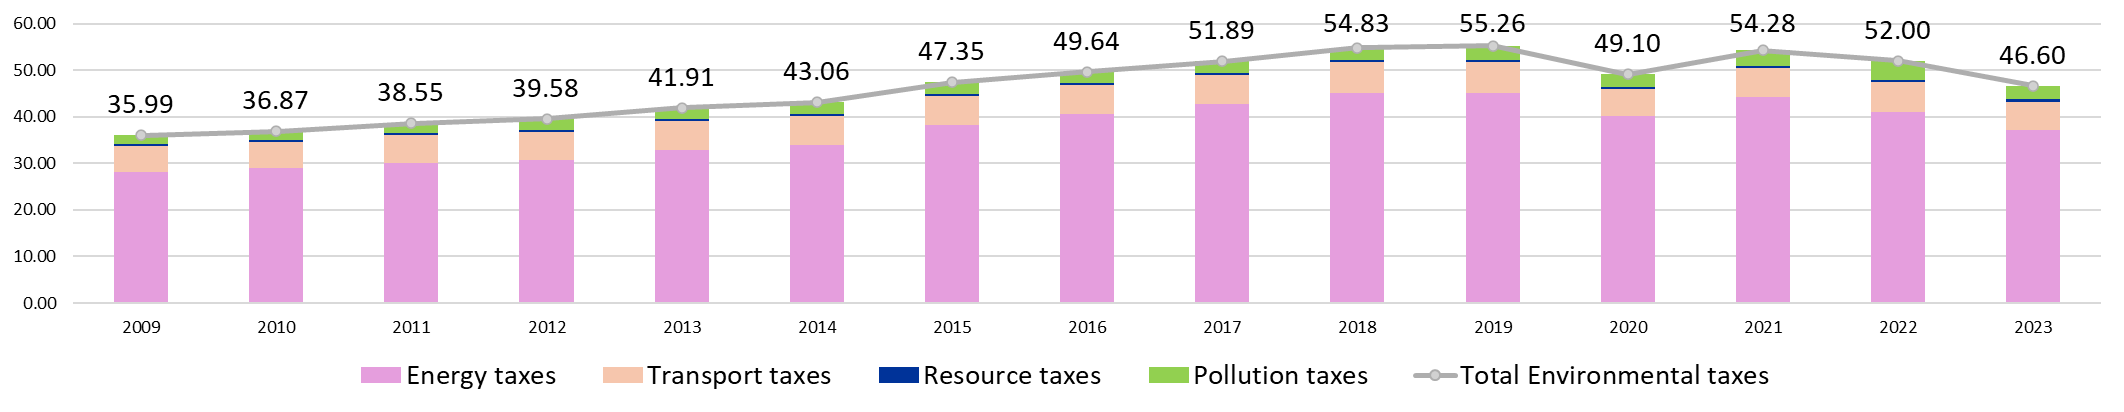 60.00
50.00
40.00
30.00
20.00
10.00
0.00
35.99 36.87 38.55 39.58 41.91 43.06 47.35 49.64 51.89 54.83 55.26 49.10 54.28 52.00 46.60
2009 2010 2011 2012 2013 2014 2015 2016 2017 2018 2019 2020 2021 2022 2023
Energy taxes Transport taxes Resource taxes Pollution taxes Total Environmental taxes